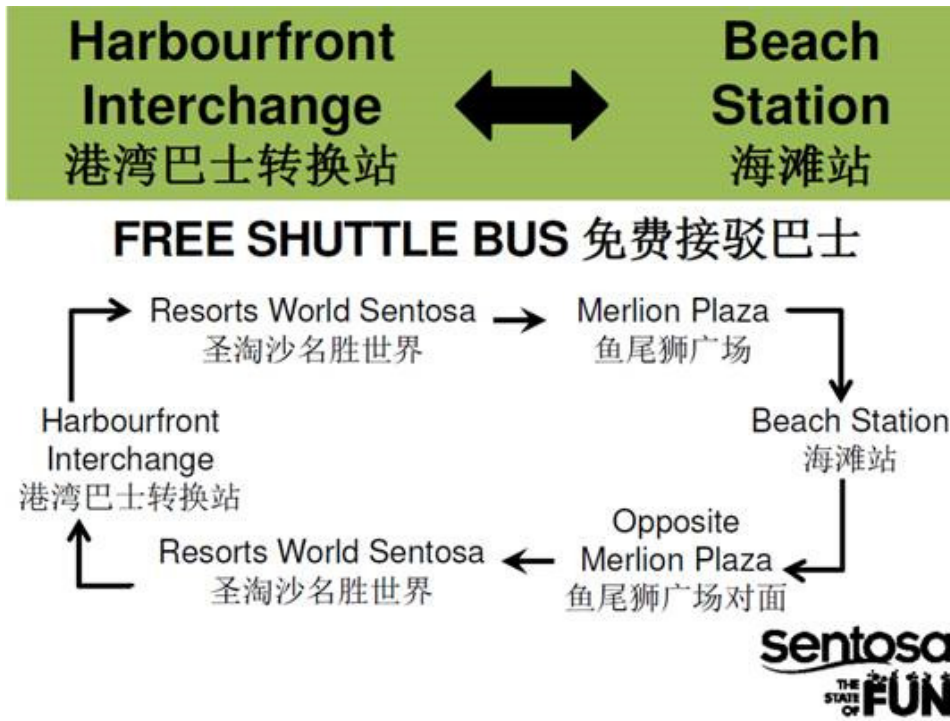 Harbourfront
Interchange
港湾巴士转换站
Beach
Station
海滩站
FREE SHUTTLE BUS 免费接驳巴士
Resorts World Sentosa
圣淘沙名胜世界
Merlion Plaza
鱼尾狮广场
Harbourfront
Interchange
港湾巴士转换站
Beach Station
海滩站
Resorts World Sentosa
圣淘沙名胜世界
Opposite
Merlion Plaza
鱼尾狮广场对面
sentosa
THE
STATE
OF
FUN